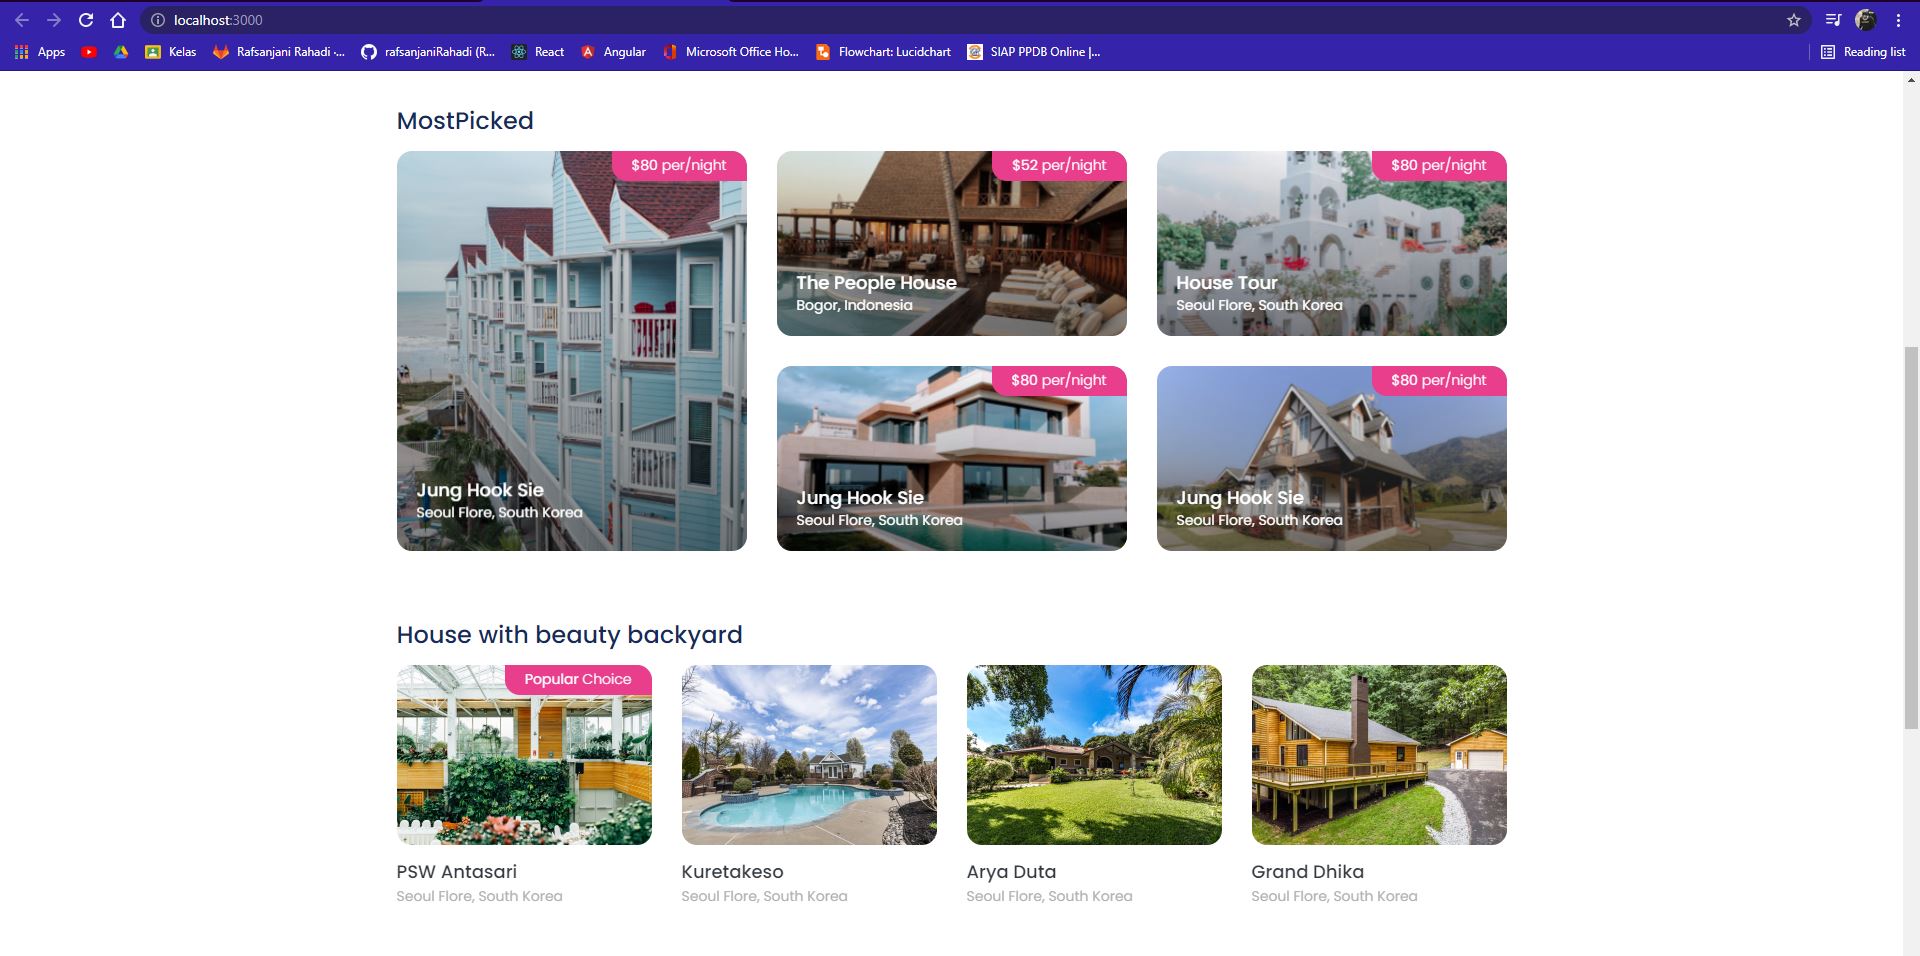 localhost:3000
Apps
Kelas
Rafsanjani Rahadi ·...
rafsanjaniRahadi (R...
React
Angular
Microsoft Office Ho...
Flowchart: Lucidchart
SIAP PPDB Online |...
Reading list
MostPicked
$80 per/night
Jung Hook Sie
Seoul Flore, South Korea
$52 per/night
The People House
Bogor, Indonesia
$80 per/night
House Tour
Seoul Flore, South Korea
$80 per/night
Jung Hook Sie
Seoul Flore, South Korea
$80 per/night
Jung Hook Sie
Seoul Flore, South Korea
House with beauty backyard
Popular Choice
PSW Antasari
Seoul Flore, South Korea
Kuretakeso
Seoul Flore, South Korea
Arya Duta
Seoul Flore, South Korea
Grand Dhika
Seoul Flore, South Korea